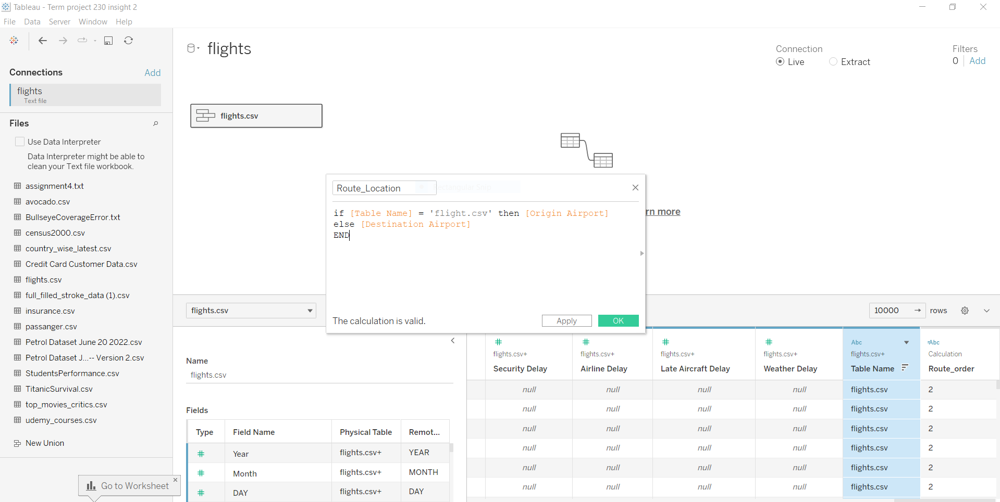 Tableau - Term project 230 insight 2
File Data Server Window Help
Connections Add
flights
Text file
Files
Use Data Interpreter
Data Interpreter might be able to
clean your Text file workbook.
assignment4.txt
avocado.csv
BullseyeCoverageError.txt
census2000.csv
country_wise_latest.csv
Credit Card Customer Data.csv
flights.csv
full_filled_stroke_data (1).csv
insurance.csv
passanger.csv
Petrol Dataset June 20 2022.csv
Petrol Dataset J...-- Version 2.csv
StudentsPerformance.csv
TitanicSurvival.csv
top_movies_critics.csv
udemy_courses.csv
New Union
Go to Worksheet
flights
Connection
Live Extract
Filters
0 Add
flights.csv
rn more
Route_Location Rectangular Snip
if [Table Name] = 'flight.csv' then [Origin Airport]
else [Destination Airport]
END
The calculation is valid. Apply OK
flights.csv
10000 rows
Name
flights.csv
Fields
Type Field Name Physical Table Remot...
Year flights.csv+ YEAR
Month flights.csv+ MONTH
DAY flights.csv+ DAY
Abc Abc
flights.csv+ flights.csv+ flights.csv+ flights.csv+ flights.csv+ Calculation
Security Delay Airline Delay Late Aircraft Delay Weather Delay Table Name Route_order
null null null null flights.csv 2
null null null null flights.csv 2
null null null null flights.csv 2
null null null null flights.csv 2
null null null null flights.csv 2
null null null null flights.csv 2